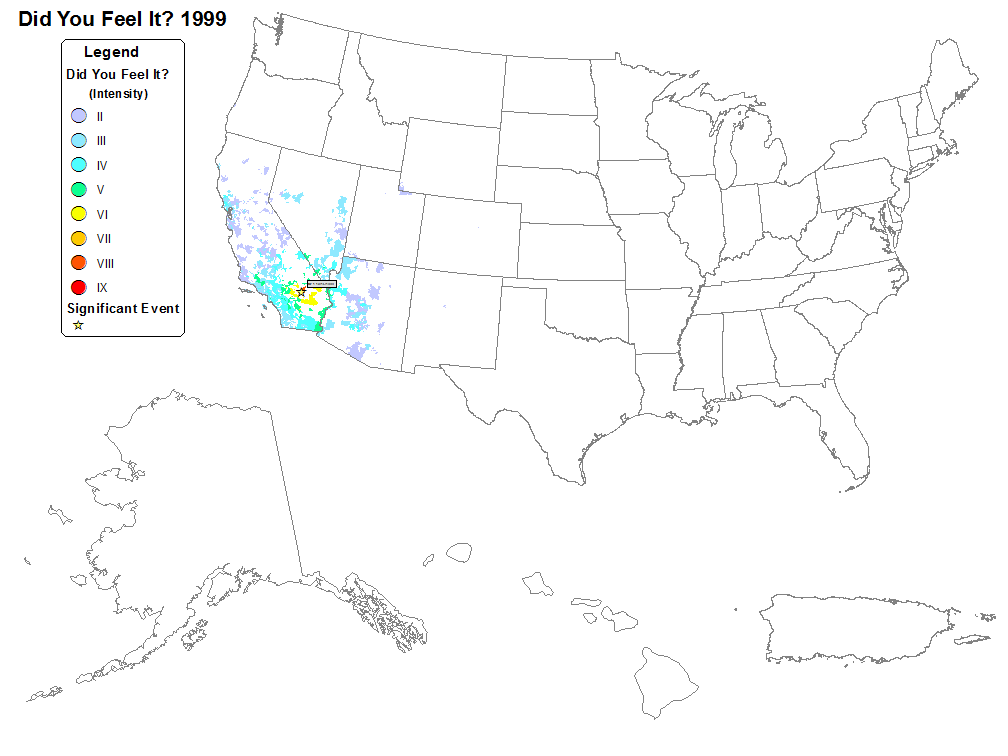 Did You Feel It? 1999
Legend
Did You Feel It?
(Intensity)
II
III
IV
V
VI
VII
VIII
IX
Significant Event